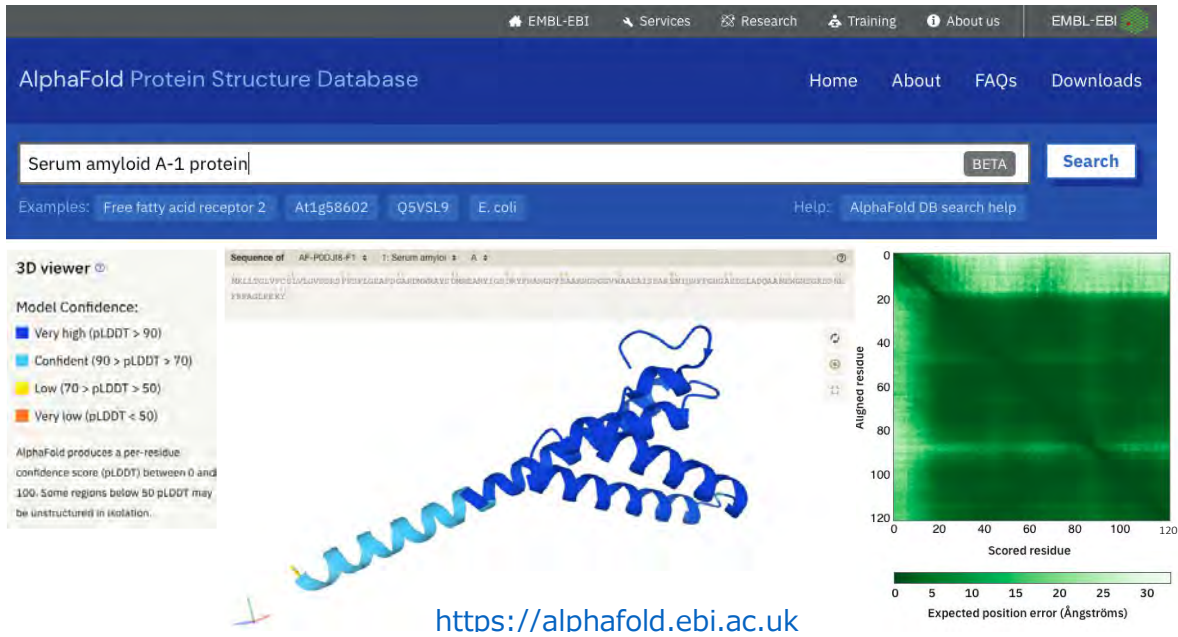 EMBL-EBI Services Research Training About us EMBL-EBI
AlphaFold Protein Structure Database
Home About FAQs Downloads
Serum amyloid A-1 protein
BETA
Search
Examples: Free fatty acid receptor 2 At1g58602 Q5VSL9 E. coli
Help: AlphaFold DB search help
3D viewer
Model Confidence:
Very high (pLDDT > 90)
Confident (90 > pLDDT > 70)
Low (70 > pLDDT > 50)
Very low (pLDDT < 50)
AlphaFold produces a per-residue
confidence score (pLDDT) between 0 and
100. Some regions below 50 pLDDT may
be unstructured in isolation.
Sequence of AF-P0DJI8-F1 1: Serum amyloi A
0
20
40
60
80
100
120
Aligned residue
0 20 40 60 80 100 120
Scored residue
0 5 10 15 20 25 30
Expected position error (Ångströms)
https://alphafold.ebi.ac.uk